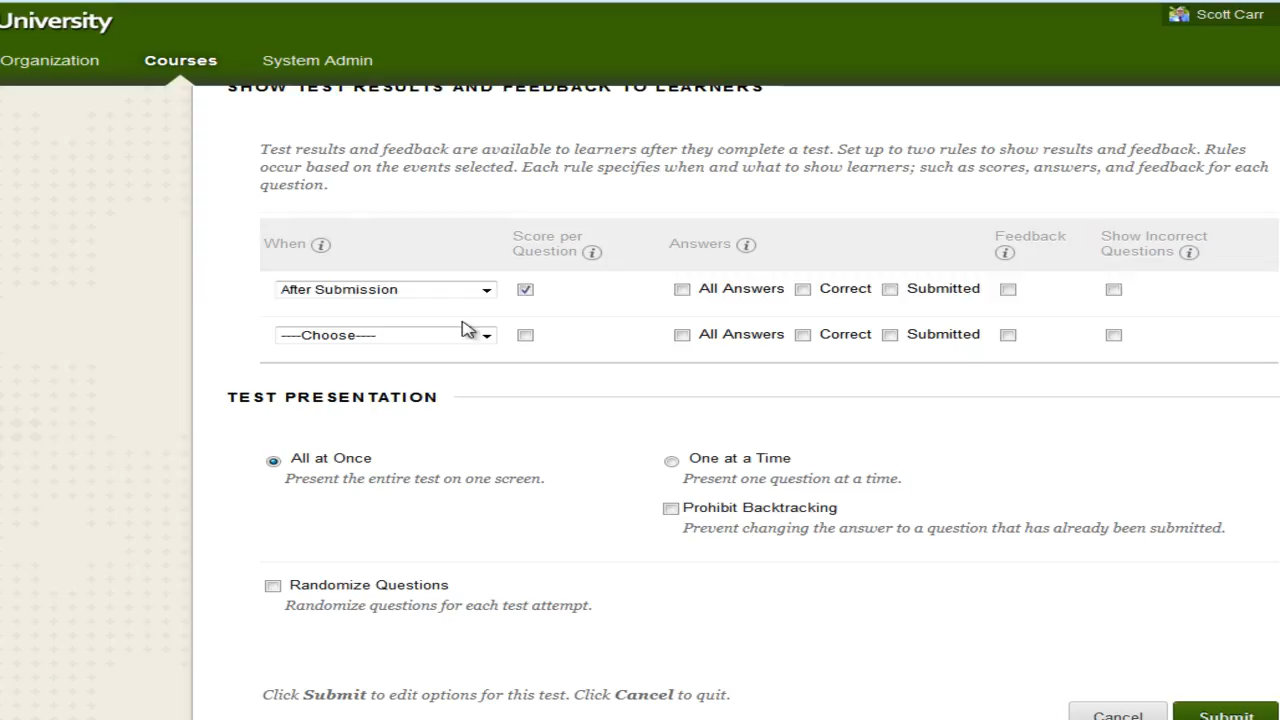 University
Scott Carr
Organization Courses System Admin
SHOW TEST RESULTS AND FEEDBACK TO LEARNERS
Test results and feedback are available to learners after they complete a test. Set up to two rules to show results and feedback. Rules
occur based on the events selected. Each rule specifies when and what to show learners; such as scores, answers, and feedback for each
question.
When Score per Question Answers Feedback Show Incorrect Questions
After Submission All Answers Correct Submitted
----Choose---- All Answers Correct Submitted
TEST PRESENTATION
All at Once
Present the entire test on one screen.
One at a Time
Present one question at a time.
Prohibit Backtracking
Prevent changing the answer to a question that has already been submitted.
Randomize Questions
Randomize questions for each test attempt.
Click Submit to edit options for this test. Click Cancel to quit.
Cancel Submit